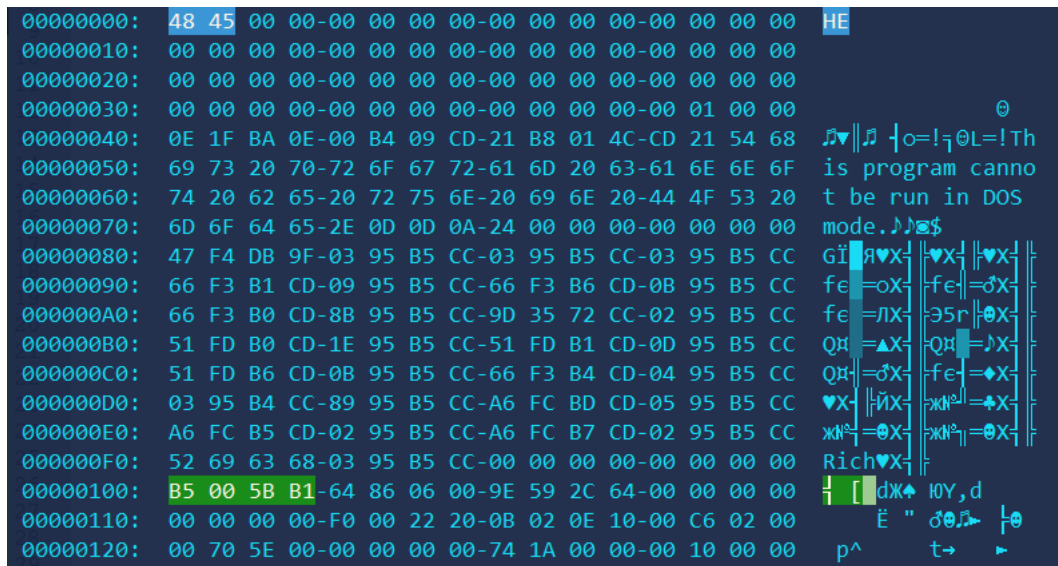 00000000: 48 45 00 00-00 00 00 00-00 00 00 00-00 00 00 00 HE
00000010: 00 00 00 00-00 00 00 00-00 00 00 00-00 00 00 00
00000020: 00 00 00 00-00 00 00 00-00 00 00 00-00 00 00 00
00000030: 00 00 00 00-00 00 00 00-00 00 00 00-00 01 00 00 ☺
00000040: 0E 1F BA 0E-00 B4 09 CD-21 B8 01 4C-CD 21 54 68 ♫▼║♫ ┤○=!╕☺L=!Th
00000050: 69 73 20 70-72 6F 67 72-61 6D 20 63-61 6E 6E 6F is program canno
00000060: 74 20 62 65-20 72 75 6E-20 69 6E 20-44 4F 53 20 t be run in DOS
00000070: 6D 6F 64 65-2E 0D 0D 0A-24 00 00 00-00 00 00 00 mode.♪♪◙$
00000080: 47 F4 DB 9F-03 95 B5 CC-03 95 B5 CC-03 95 B5 CC GЇ█Я♥Х╡╠♥Х╡╠♥Х╡╠
00000090: 66 F3 B1 CD-09 95 B5 CC-66 F3 B6 CD-0B 95 B5 CC fє▒=○Х╡╠fє╢=♂Х╡╠
000000A0: 66 F3 B0 CD-8B 95 B5 CC-9D 35 72 CC-02 95 B5 CC fє░=ЛХ╡╠Э5r╠☻Х╡╠
000000B0: 51 FD B0 CD-1E 95 B5 CC-51 FD B1 CD-0D 95 B5 CC Q¤░=▲Х╡╠Q¤▒=♪Х╡╠
000000C0: 51 FD B6 CD-0B 95 B5 CC-66 F3 B4 CD-04 95 B5 CC Q¤╢=♂Х╡╠fє┤=♦Х╡╠
000000D0: 03 95 B4 CC-89 95 B5 CC-A6 FC BD CD-05 95 B5 CC ♥Х┤╠ЙХ╡╠ж№╜=♣Х╡╠
000000E0: A6 FC B5 CD-02 95 B5 CC-A6 FC B7 CD-02 95 B5 CC ж№╡=☻Х╡╠ж№╖=☻Х╡╠
000000F0: 52 69 63 68-03 95 B5 CC-00 00 00 00-00 00 00 00 Rich♥Х╡╠
00000100: B5 00 5B B1-64 86 06 00-9E 59 2C 64-00 00 00 00 ╡ [▒dЖ♠ ЮY,d
00000110: 00 00 00 00-F0 00 22 20-0B 02 0E 10-00 C6 02 00 Ё " ♂☻♫► ╞☻
00000120: 00 70 5E 00-00 00 00 00-74 1A 00 00-00 10 00 00 p^ t→ ►